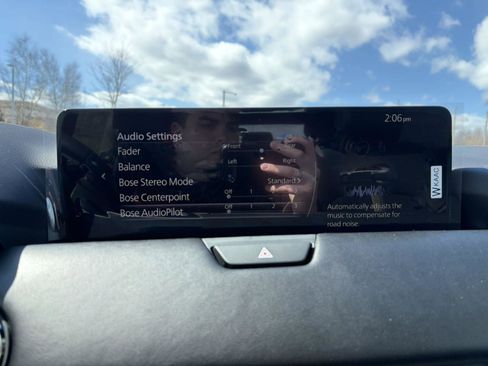 2:06 pm
Audio Settings
Fader Front
Balance Left Right
Bose Stereo Mode Standard
Bose Centerpoint Off 1
Bose AudioPilot Off 1 2 3
Automatically adjusts the
music to compensate for
road noise.
WKAAC